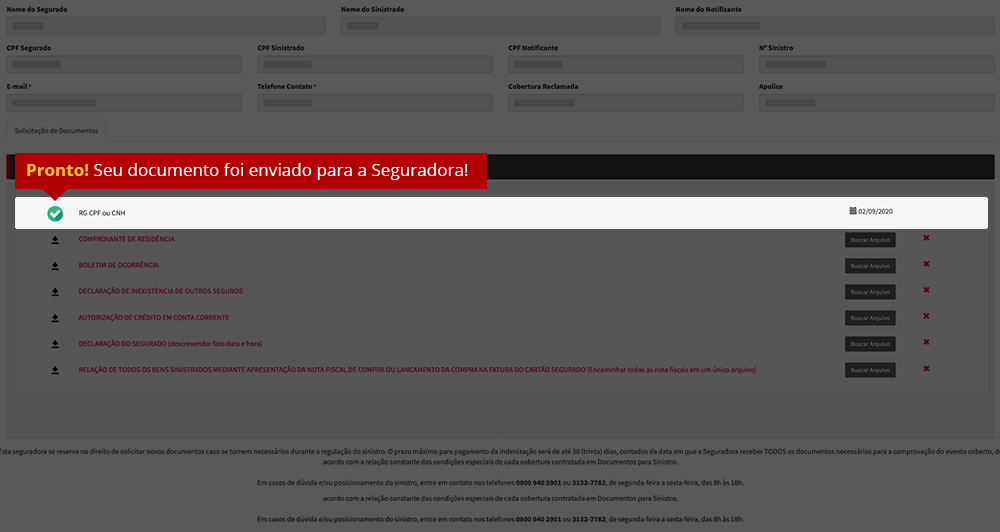 Nome do Segurado Nome do Sinistrado Nome do Notificante
CPF Segurado CPF Sinistrado CPF Notificante Nº Sinistro
E-mail * Telefone Contato * Cobertura Reclamada Apolice
Solicitação de Documentos
Pronto! Seu documento foi enviado para a Seguradora!
RG CPF ou CNH 02/09/2020
COMPROVANTE DE RESIDÊNCIA Buscar Arquivo
BOLETIM DE OCORRÊNCIA Buscar Arquivo
DECLARAÇÃO DE INEXISTÊNCIA DE OUTROS SEGUROS Buscar Arquivo
AUTORIZAÇÃO DE CRÉDITO EM CONTA CORRENTE Buscar Arquivo
DECLARAÇÃO DO SEGURADO (descrevendo: fato data e hora) Buscar Arquivo
RELAÇÃO DE TODOS OS BENS SINISTRADOS MEDIANTE APRESENTAÇÃO DA NOTA FISCAL DE COMPRA OU LANCAMENTO DA COMPRA NA FATURA DO CARTÃO SEGURADO (Encaminhar todas as nota fiscais em um único arquivo) Buscar Arquivo
Esta seguradora se reserva no direito de solicitar novos documentos caso se tornem necessários durante a regulação do sinistro. O prazo máximo para pagamento da indenização será de até 30 (trinta) dias, contados da data em que a Seguradora receber TODOS os documentos necessários para a comprovação do evento coberto, de
acordo com a relação constante das condições especiais de cada cobertura contratada em Documentos para Sinistro.
Em casos de dúvida e/ou posicionamento do sinistro, entre em contato nos telefones 0800 940 2901 ou 3132-7782, de segunda-feira a sexta-feira, das 8h às 18h.
acordo com a relação constante das condições especiais de cada cobertura contratada em Documentos para Sinistro.
Em casos de dúvida e/ou posicionamento do sinistro, entre em contato nos telefones 0800 940 2901 ou 3132-7782, de segunda-feira a sexta-feira, das 8h às 18h.